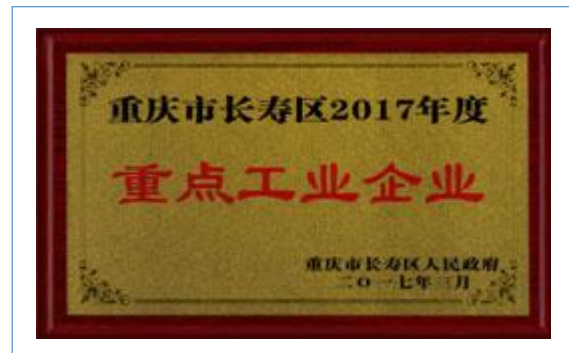 重庆市长寿区2017年度
重点工业企业
重庆市长寿区人民政府
二〇一七年三月